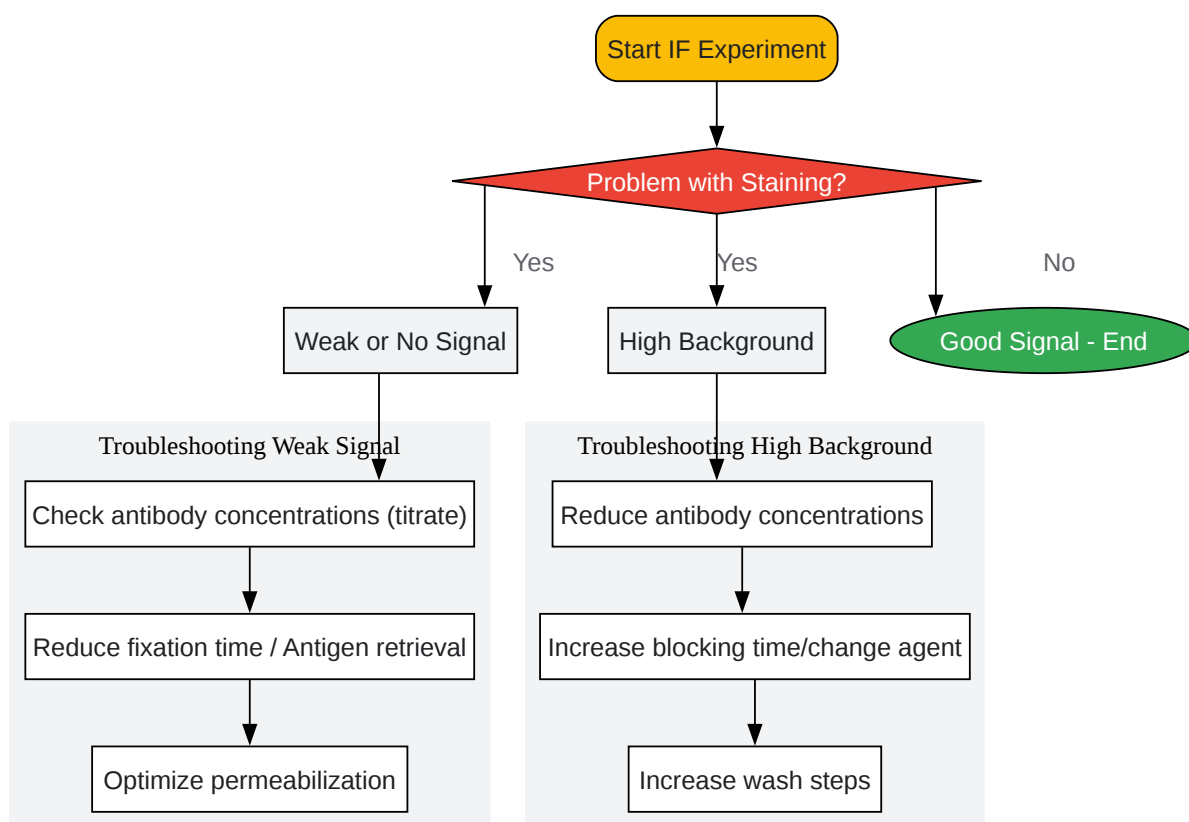 Start IF Experiment
Problem with Staining?
Yes
Yes
No
Weak or No Signal
High Background
Good Signal - End
Troubleshooting Weak Signal
Troubleshooting High Background
Check antibody concentrations (titrate)
Reduce antibody concentrations
Reduce fixation time / Antigen retrieval
Increase blocking time/change agent
Optimize permeabilization
Increase wash steps